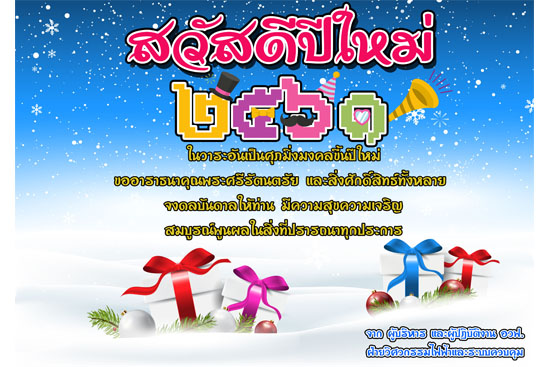 สวัสดีปีใหม่
๒๕๖๑
ในวาระอันเป็นศุภมิ่งมงคลขึ้นปีใหม่
ขออาราธนาคุณพระศรีรัตนตรัย และสิ่งศักดิ์สิทธิ์ทั้งหลาย
จงดลบันดาลให้ท่าน มีความสุขความเจริญ
สมบูรณ์พูนผลในสิ่งที่ปรารถนาทุกประการ
จาก ผู้บริหาร และผู้ปฏิบัติงาน อวฟ.
ฝ่ายวิศวกรรมไฟฟ้าและระบบควบคุม